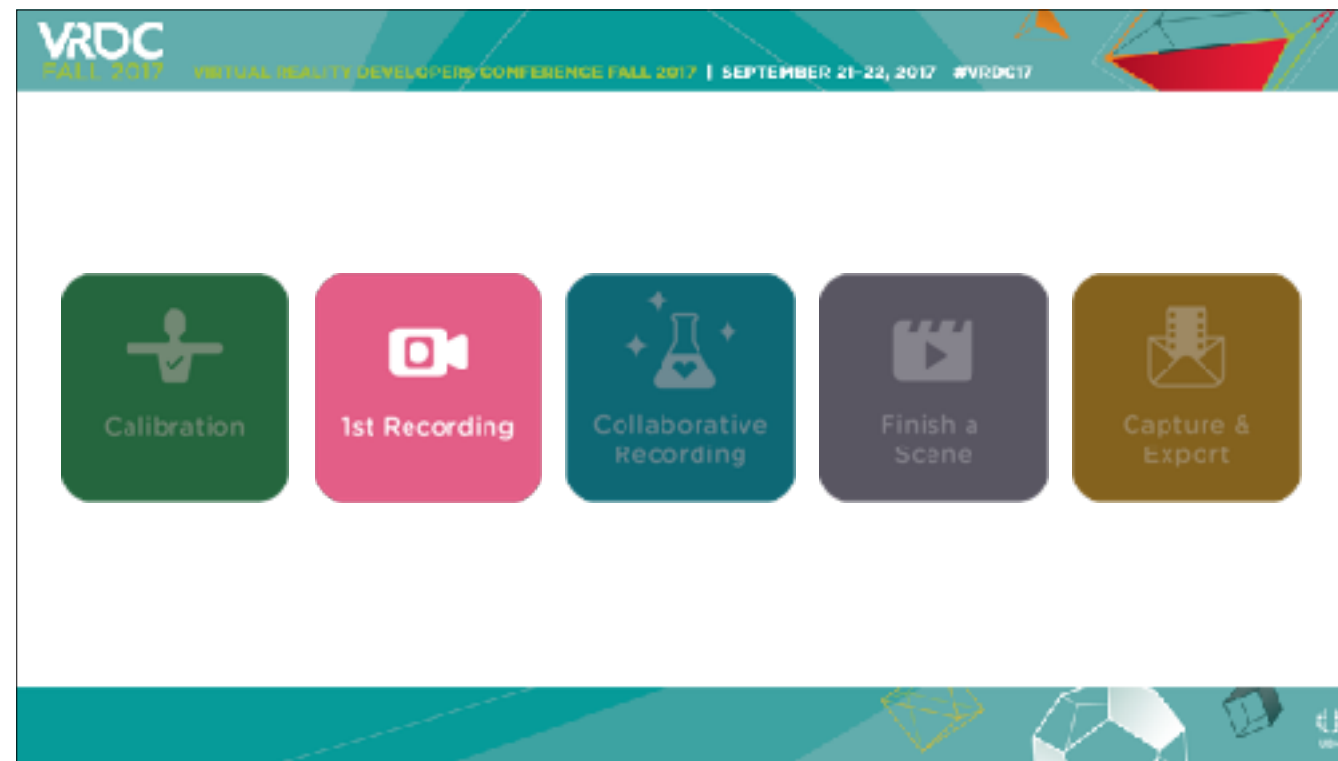 VRDC
FALL 2017
VIRTUAL REALITY DEVELOPERS CONFERENCE FALL 2017 | SEPTEMBER 21-22, 2017 #VRDC17
Calibration
1st Recording
Collaborative
Recording
Finish a
Scene
Capture &
Export